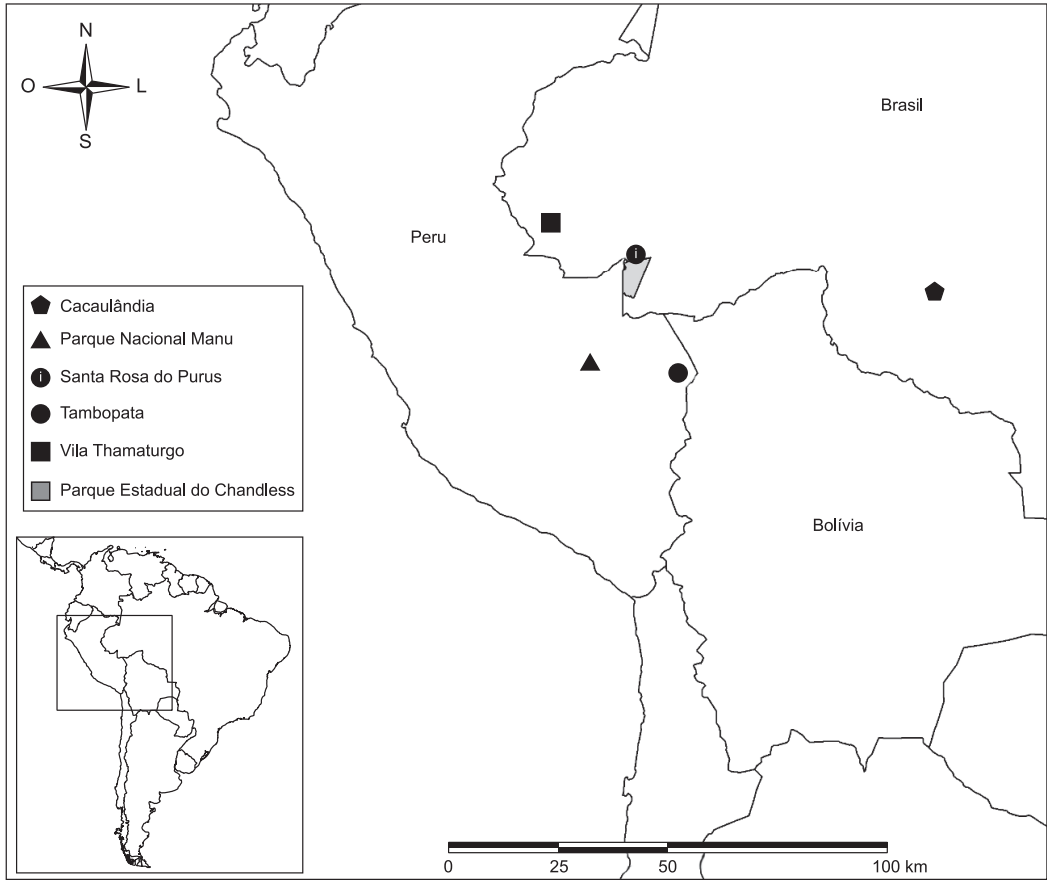 N
O L
S
Brasil
Peru
i
Cacaulândia
Parque Nacional Manu
i Santa Rosa do Purus
Tambopata
Vila Thamaturgo
Parque Estadual do Chandless
Bolívia
0 25 50 100 km